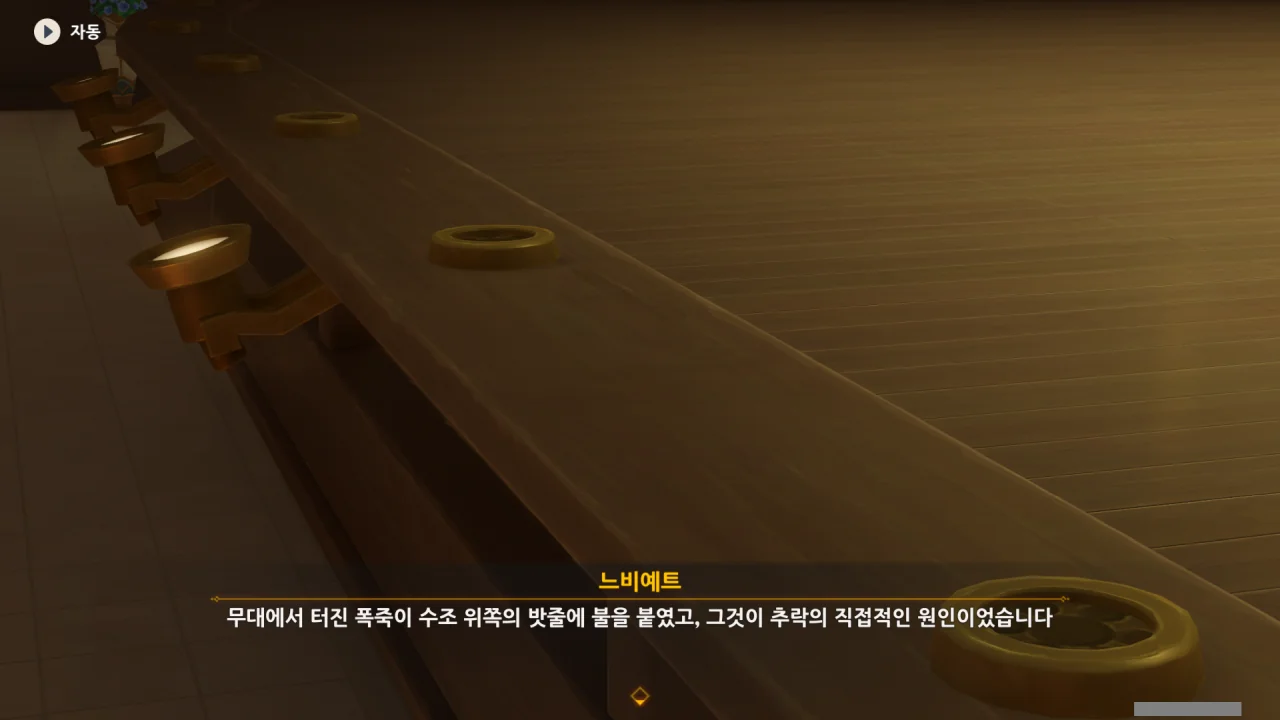 자동
느비예트
무대에서 터진 폭죽이 수조 위쪽의 밧줄에 불을 붙였고, 그것이 추락의 직접적인 원인이었습니다